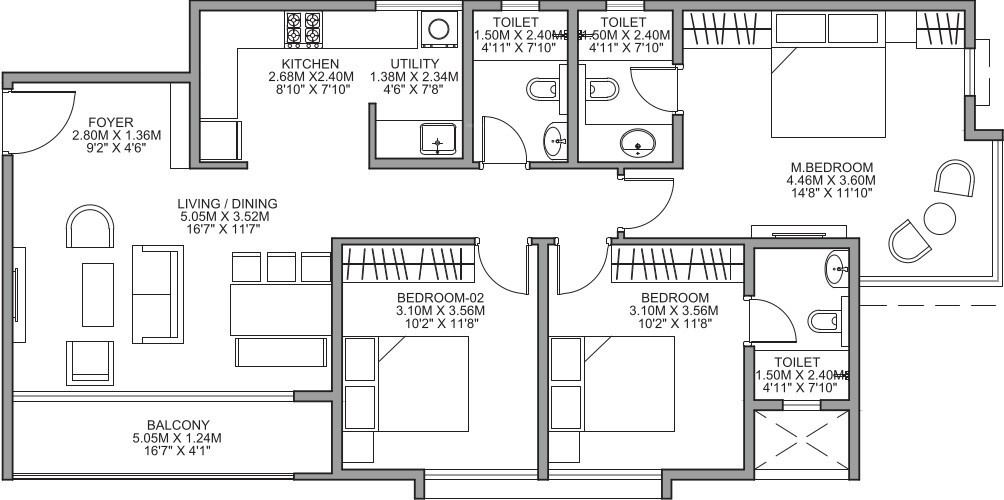 TOILET
1.50M X 2.40M
4'11" X 7'10"
TOILET
1.50M X 2.40M
4'11" X 7'10"
KITCHEN
2.68M X2.40M
8'10" X 7'10"
UTILITY
1.38M X 2.34M
4'6" X 7'8"
FOYER
2.80M X 1.36M
9'2" X 4'6"
M.BEDROOM
4.46M X 3.60M
14'8" X 11'10"
LIVING / DINING
5.05M X 3.52M
16'7" X 11'7"
BEDROOM-02
3.10M X 3.56M
10'2" X 11'8"
BEDROOM
3.10M X 3.56M
10'2" X 11'8"
TOILET
1.50M X 2.40M
4'11" X 7'10"
BALCONY
5.05M X 1.24M
16'7" X 4'1"